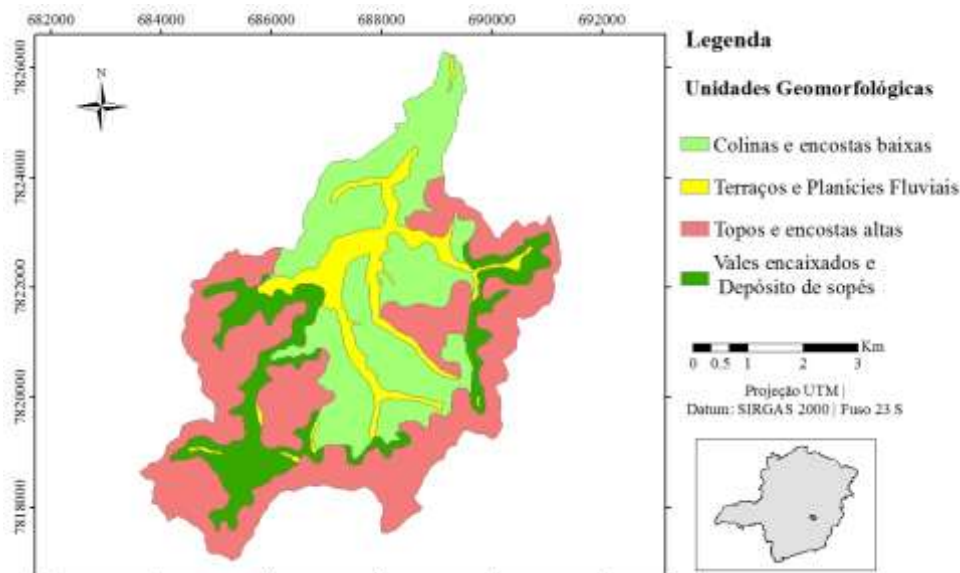 682000 684000 686000 688000 690000 692000
7826000
7824000
7822000
7820000
7818000
N
Legenda
Unidades Geomorfológicas
Colinas e encostas baixas
Terraços e Planícies Fluviais
Topos e encostas altas
Vales encaixados e
Depósito de sopés
Km
0 0.5 1 2 3
Projeção UTM |
Datum: SIRGAS 2000 | Fuso 23 S